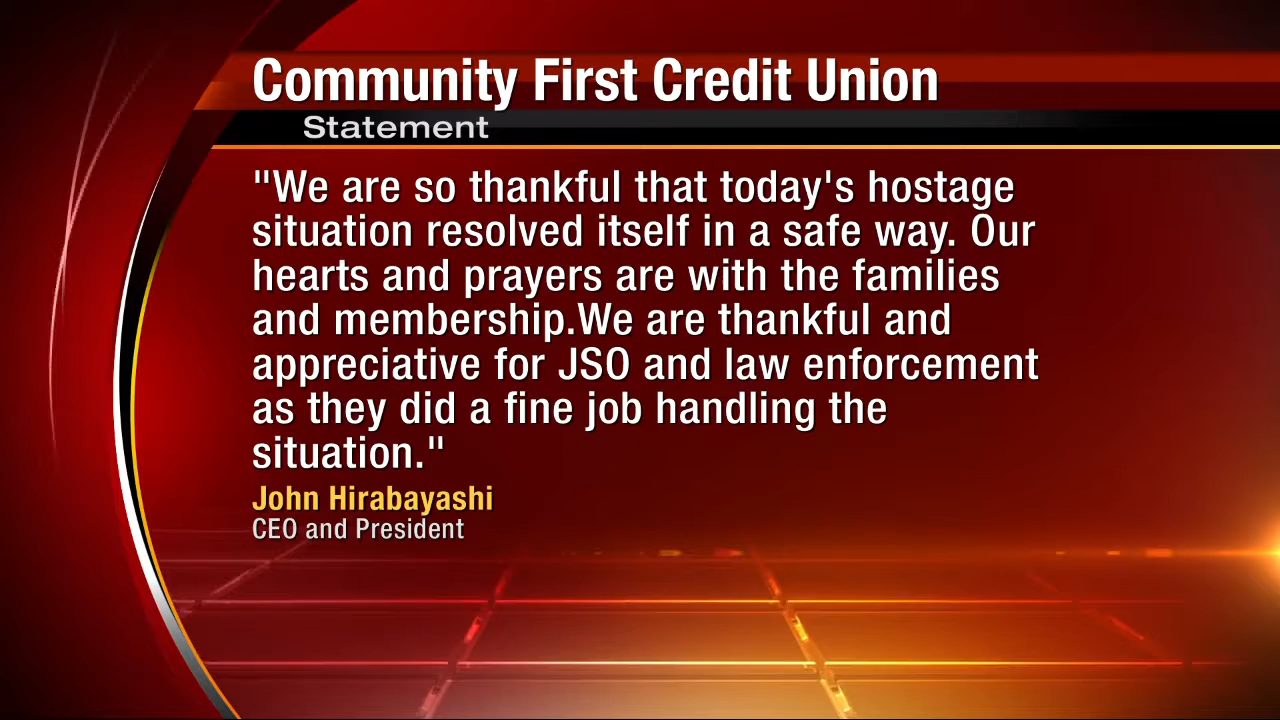 Community First Credit Union
Statement
"We are so thankful that today's hostage
situation resolved itself in a safe way. Our
hearts and prayers are with the families
and membership.We are thankful and
appreciative for JSO and law enforcement
as they did a fine job handling the
situation."
John Hirabayashi
CEO and President